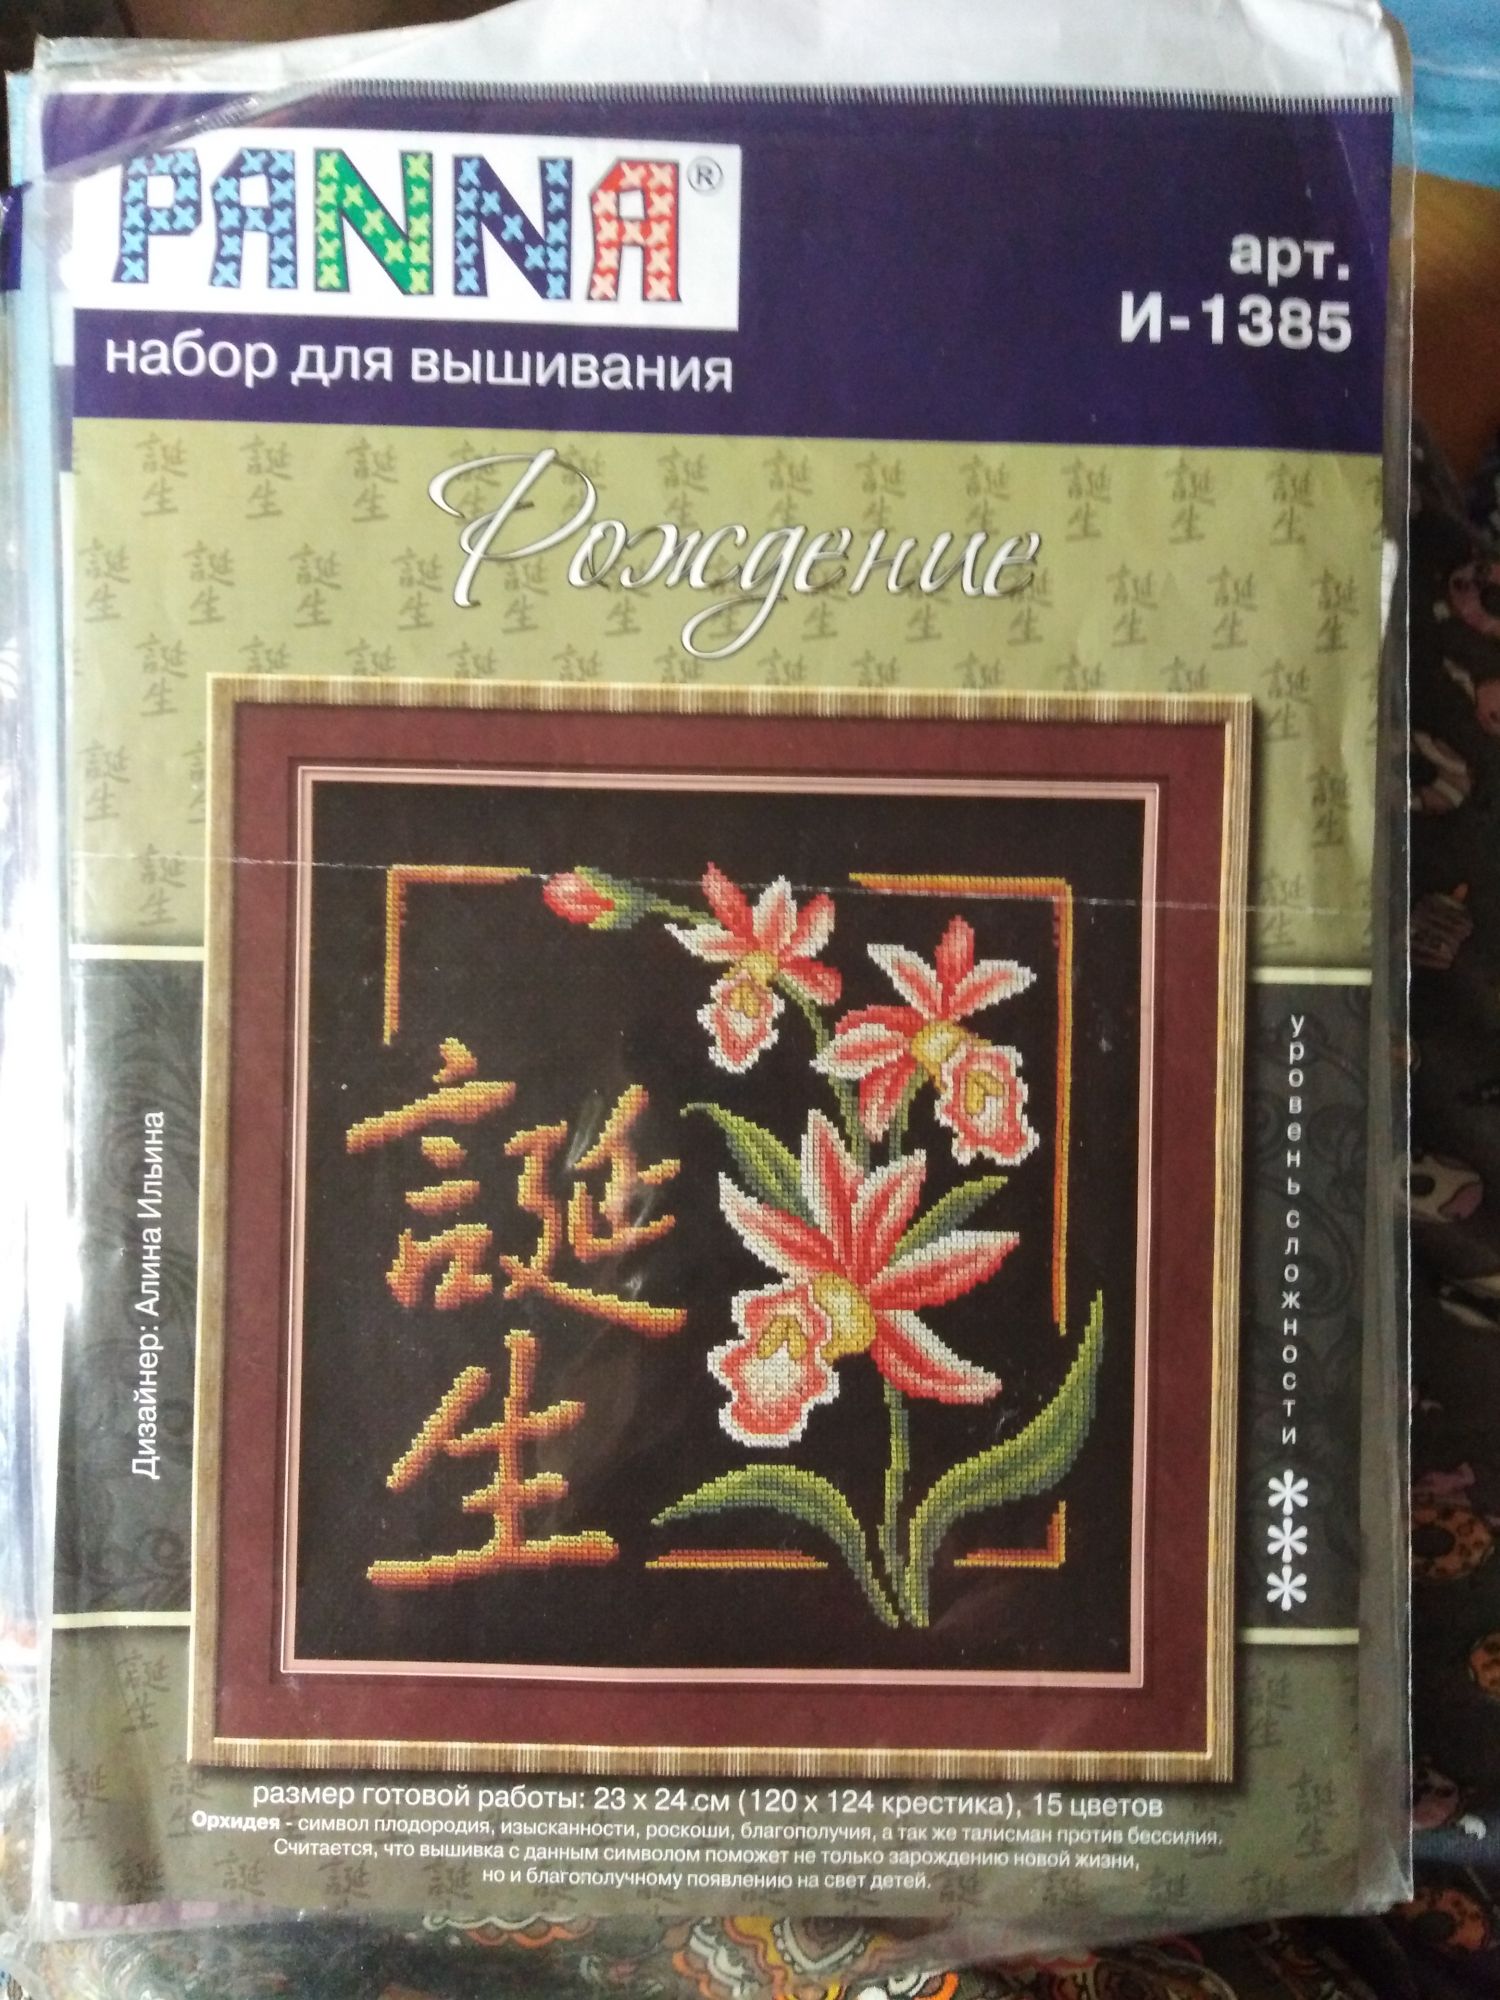 PANNA®
набор для вышивания
арт.
И-1385
Рождение
誕
生
Дизайнер: Алина Ильина
уровень сложности ***
размер готовой работы: 23 х 24 см (120 х 124 крестика), 15 цветов
Орхидея - символ плодородия, изысканности, роскоши, благополучия, а так же талисман против бессилия.
Считается, что вышивка с данным символом поможет не только зарождению новой жизни,
но и благополучному появлению на свет детей.